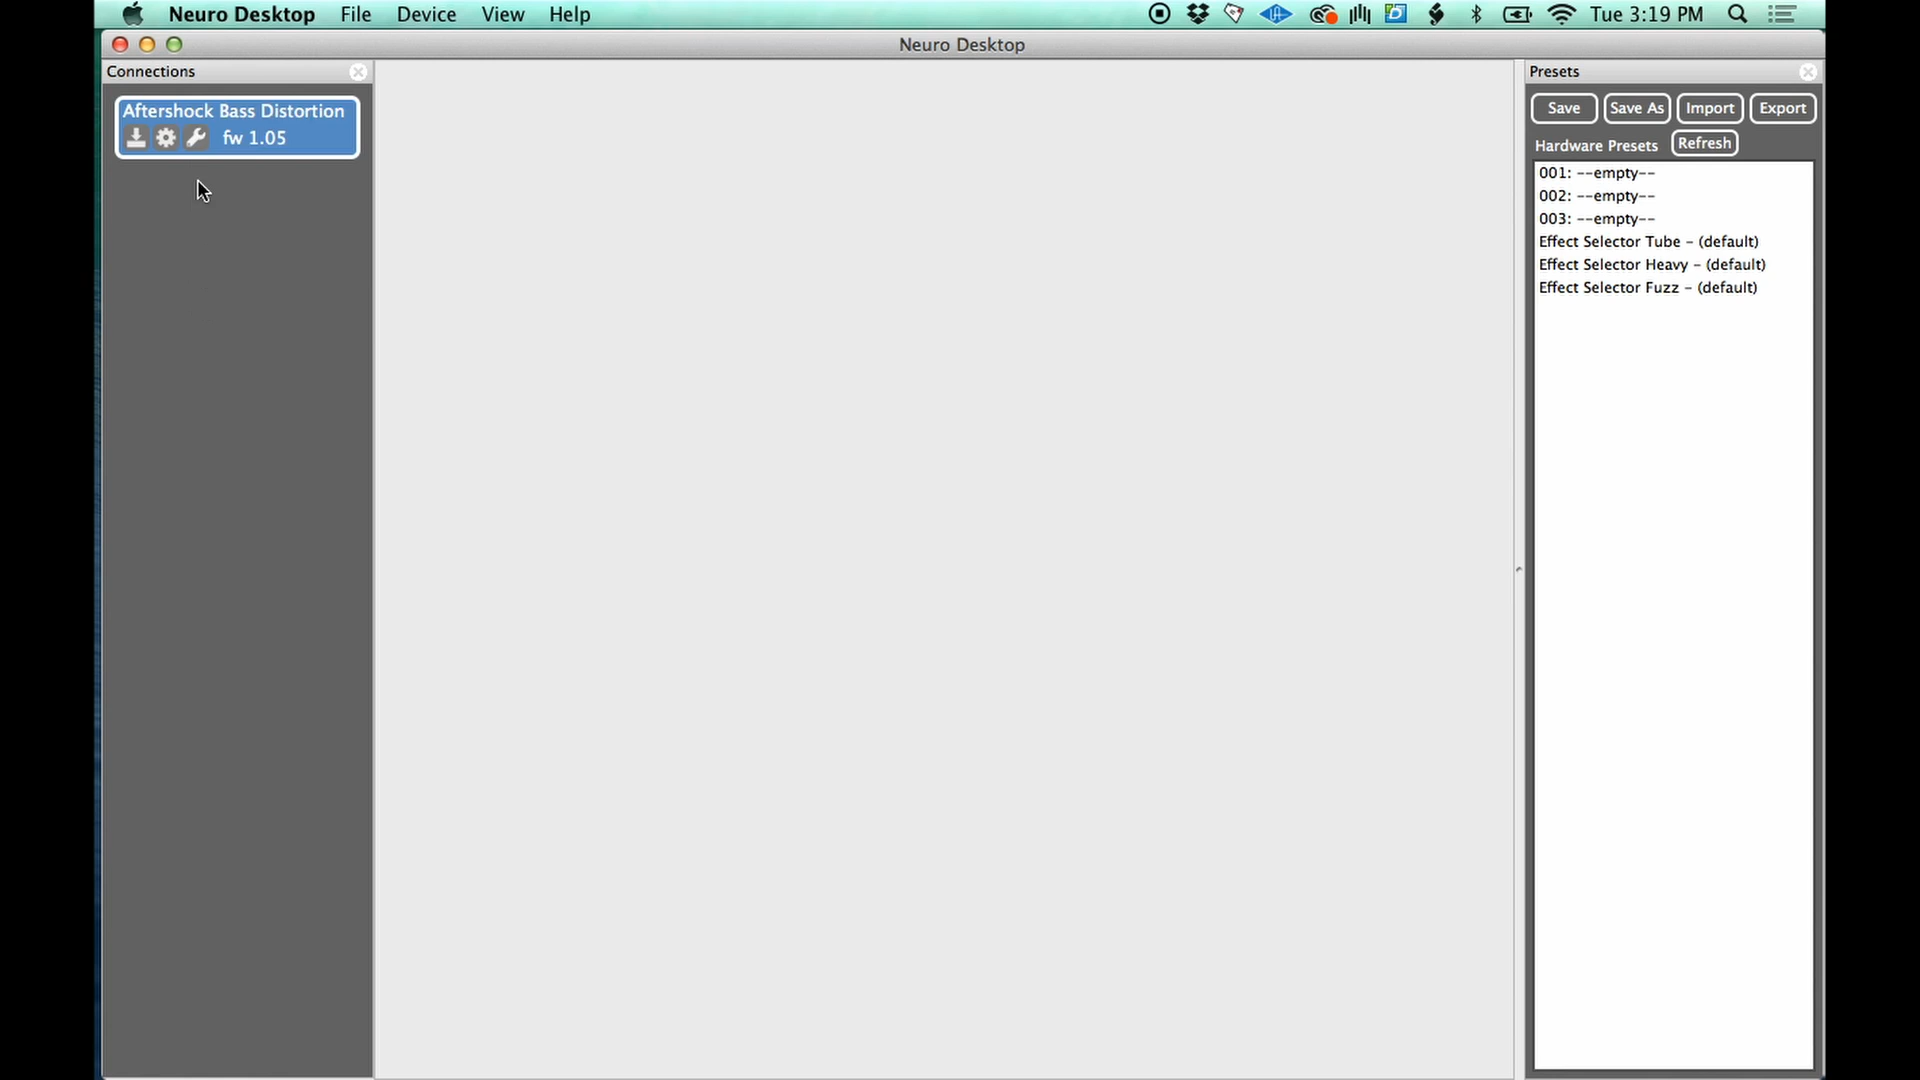 Neuro Desktop File Device View Help Tue 3:19 PM
Neuro Desktop
Connections
Aftershock Bass Distortion
fw 1.05
Presets
Save Save As Import Export
Hardware Presets Refresh
001: --empty--
002: --empty--
003: --empty--
Effect Selector Tube - (default)
Effect Selector Heavy - (default)
Effect Selector Fuzz - (default)